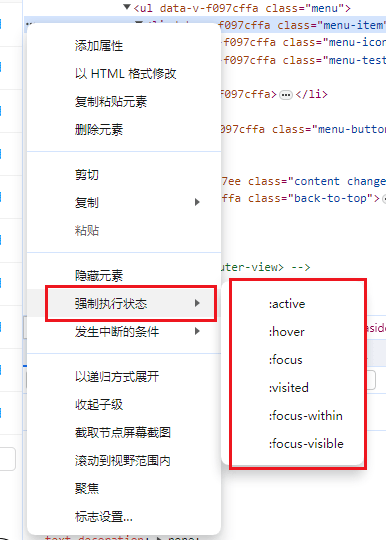 ▼<ul data-v-f097cffa class="menu">
class="menu-item"
f097cffa class="menu-icon
f097cffa class="menu-test
f097cffa>…</li>
f097cffa class="menu-button
7ee class="content change
ffa class="back-to-top">
uter-view> -->
添加属性
以 HTML 格式修改
复制粘贴元素
删除元素
剪切
复制
粘贴
隐藏元素
强制执行状态
发生中断的条件
以递归方式展开
收起子级
截取节点屏幕截图
滚动到视野范围内
聚焦
标志设置...
:active
:hover
:focus
:visited
:focus-within
:focus-visible
aside
text-decoration: ▶ none;